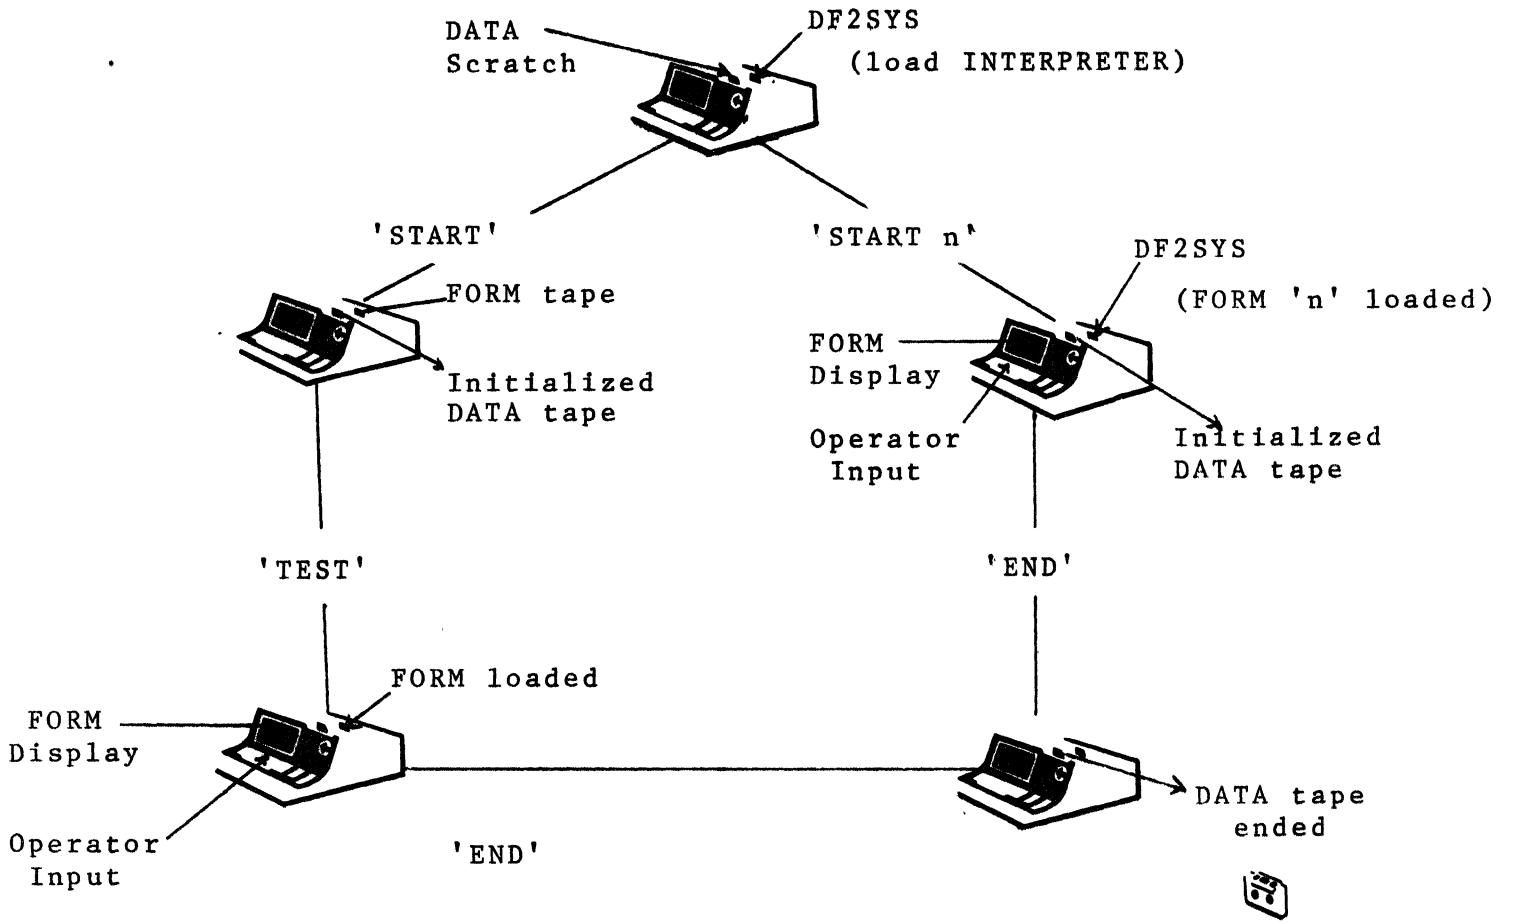 DATA
Scratch
DF2SYS
(load INTERPRETER)
'START'
'START n'
FORM tape
Initialized
DATA tape
DF2SYS
(FORM 'n' loaded)
FORM
Display
Operator
Input
Initialized
DATA tape
'TEST'
'END'
FORM loaded
FORM
Display
Operator
Input
'END'
DATA tape
ended